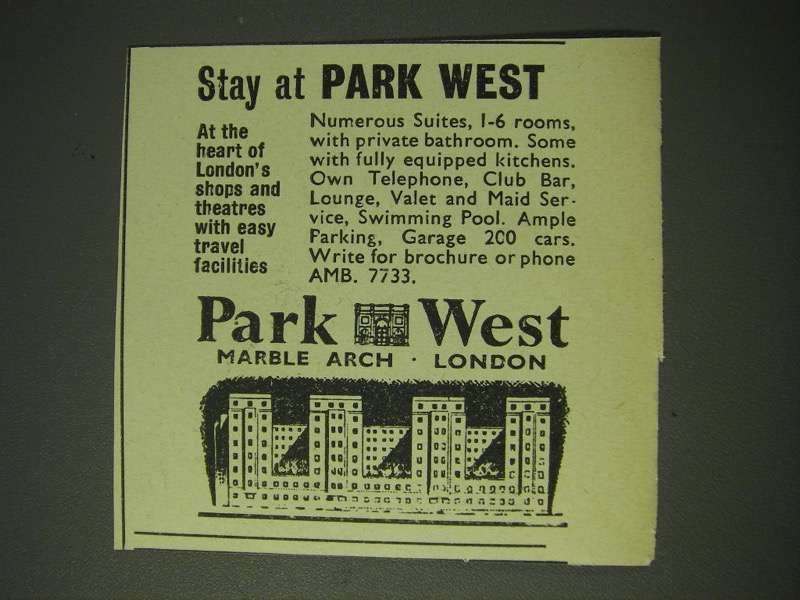 Stay at PARK WEST
At the
heart of
London's
shops and
theatres
with easy
travel
facilities
Numerous Suites, 1-6 rooms,
with private bathroom. Some
with fully equipped kitchens.
Own Telephone, Club Bar,
Lounge, Valet and Maid Ser-
vice, Swimming Pool. Ample
Parking, Garage 200 cars.
Write for brochure or phone
AMB. 7733.
Park West
MARBLE ARCH · LONDON